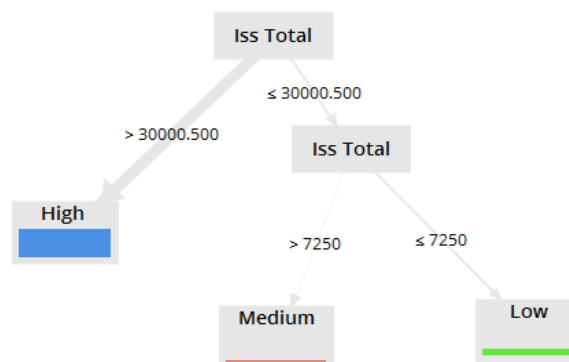 Iss Total
≤ 30000.500
> 30000.500
Iss Total
High
> 7250
≤ 7250
Medium
Low